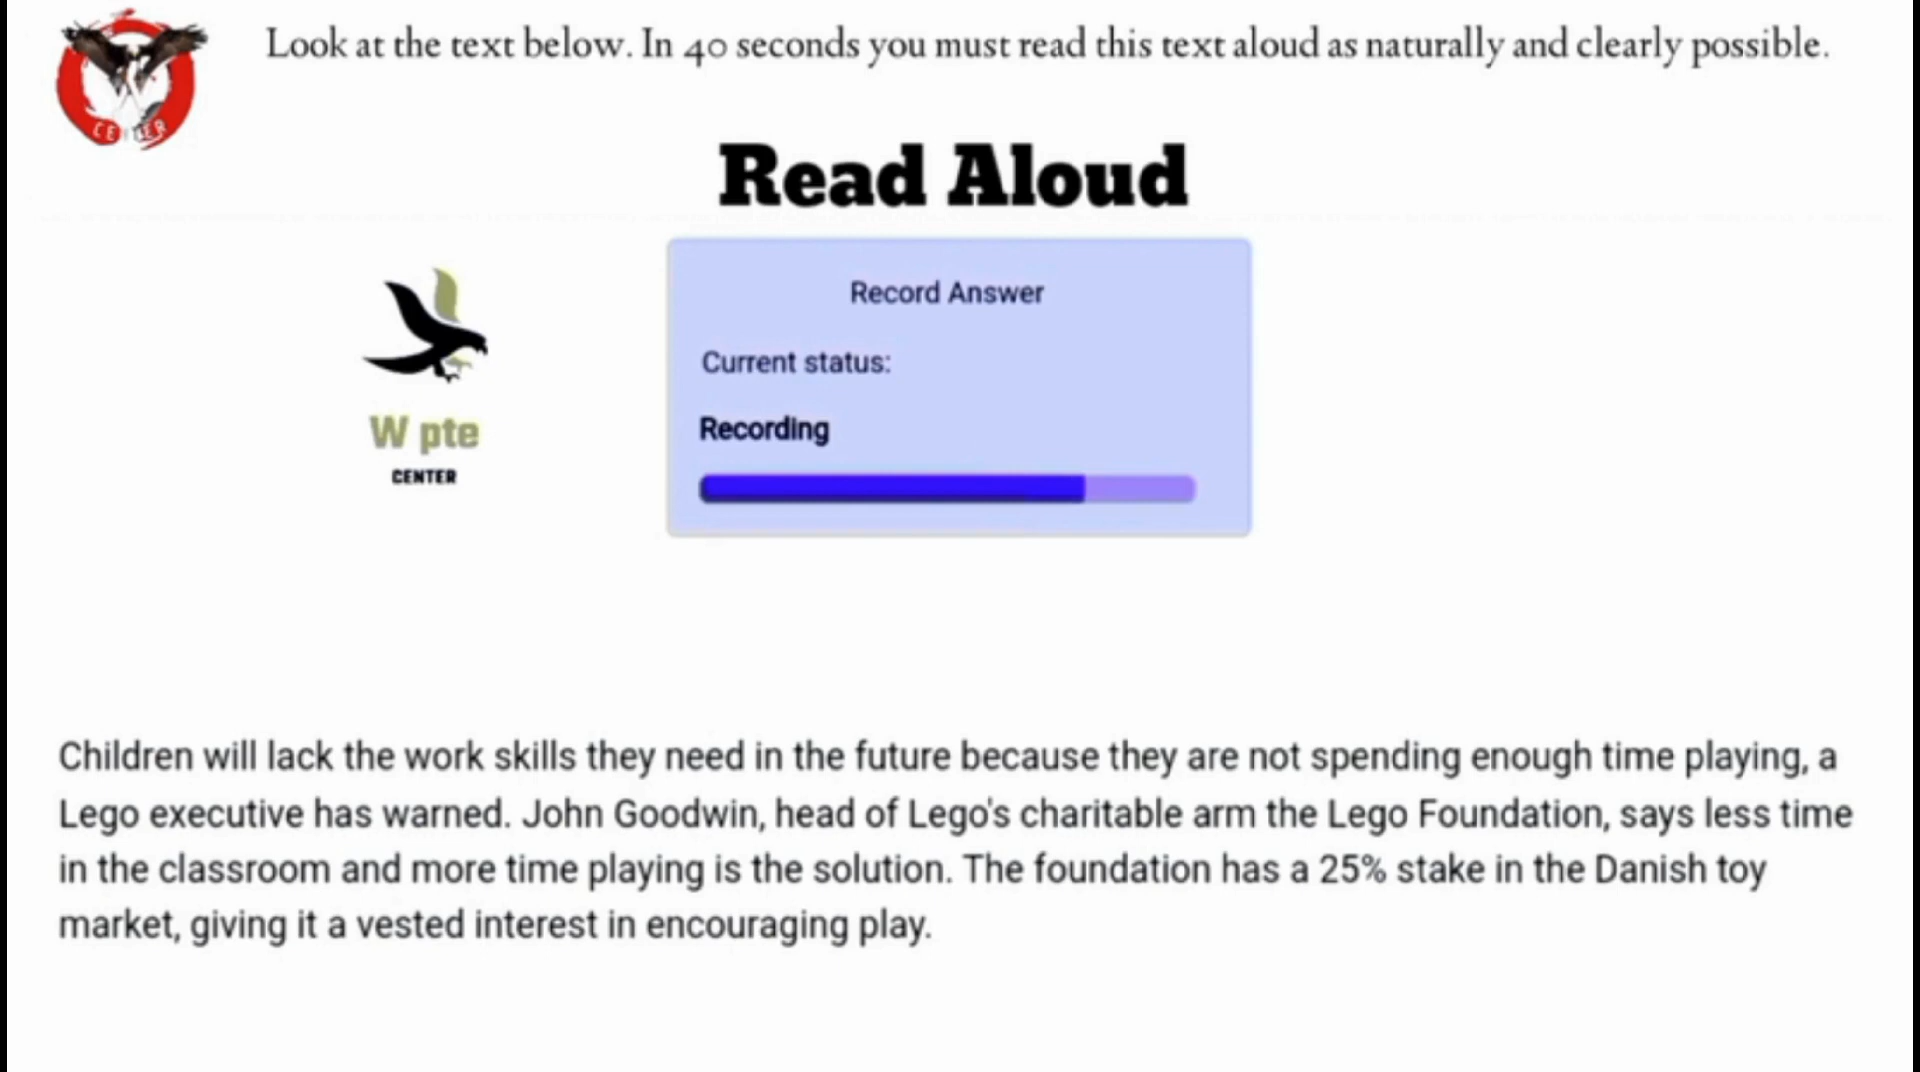 Look at the text below. In 40 seconds you must read this text aloud as naturally and clearly possible.
W
CENTER
Read Aloud
Record Answer
Current status:
Recording
W pte
CENTER
Children will lack the work skills they need in the future because they are not spending enough time playing, a
Lego executive has warned. John Goodwin, head of Lego's charitable arm the Lego Foundation, says less time
in the classroom and more time playing is the solution. The foundation has a 25% stake in the Danish toy
market, giving it a vested interest in encouraging play.